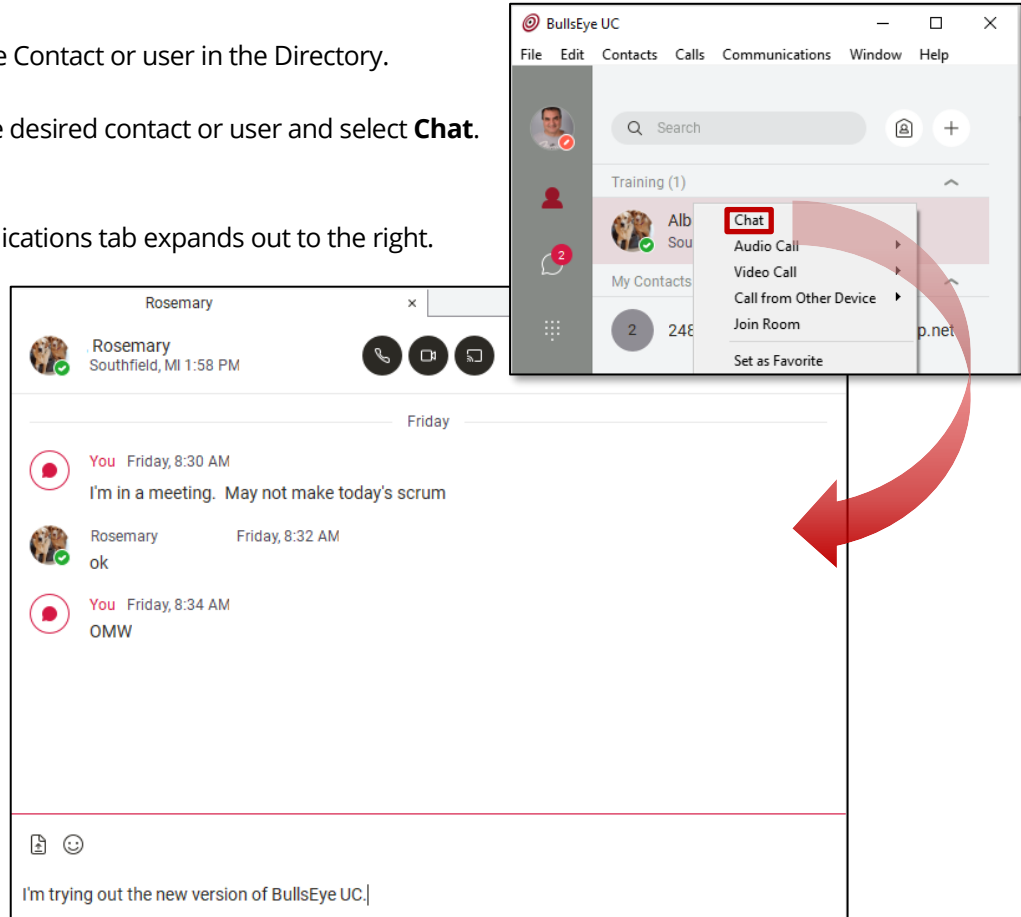 e Contact or user in the Directory.
e desired contact or user and select Chat.
ications tab expands out to the right.
BullsEye UC
File Edit Contacts Calls Communications Window Help
Search
Training (1)
Alb
Sou
2
My Contacts
2 248 p.net
Chat
Audio Call
Video Call
Call from Other Device
Join Room
Set as Favorite
Rosemary ×
Rosemary
Southfield, MI 1:58 PM
Friday
You Friday, 8:30 AM
I'm in a meeting. May not make today's scrum
Rosemary Friday, 8:32 AM
ok
You Friday, 8:34 AM
OMW
I'm trying out the new version of BullsEye UC.